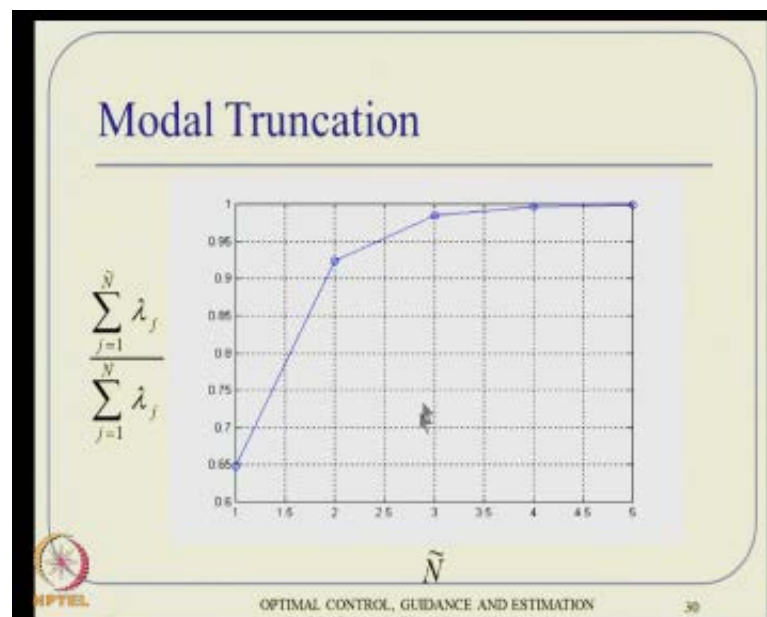 Modal Truncation
1
0.95
0.9
0.85
0.8
0.75
0.7
0.65
0.6
1 1.5 2 2.5 3 3.5 4 4.5 5
Ñ
∑ λ_j
j=1
N
∑ λ_j
j=1
Ñ
NPTEL
OPTIMAL CONTROL, GUIDANCE AND ESTIMATION 30